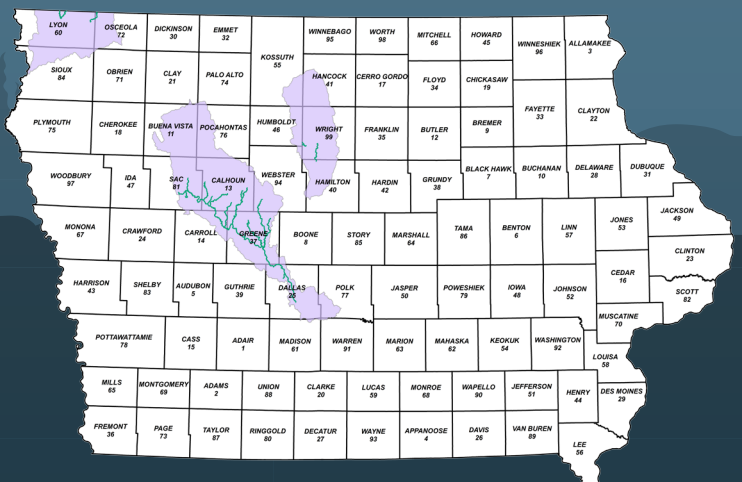 LYON
60
OSCEOLA
72
DICKINSON
30
EMMET
32
WINNEBAGO
95
WORTH
98
MITCHELL
66
HOWARD
45
WINNESHIEK
96
ALLAMAKEE
3
KOSSUTH
55
SIOUX
84
OBRIEN
71
CLAY
21
PALO ALTO
74
HANCOCK
41
CERRO GORDO
17
FLOYD
34
CHICKASAW
19
FAYETTE
33
CLAYTON
22
PLYMOUTH
75
CHEROKEE
18
BUENA VISTA
11
POCAHONTAS
76
HUMBOLDT
46
WRIGHT
99
FRANKLIN
35
BUTLER
12
BREMER
9
WOODBURY
97
IDA
47
SAC
81
CALHOUN
13
WEBSTER
94
HAMILTON
40
HARDIN
42
GRUNDY
38
BLACK HAWK
7
BUCHANAN
10
DELAWARE
28
DUBUQUE
31
MONONA
67
CRAWFORD
24
CARROLL
14
GREENE
37
BOONE
8
STORY
85
MARSHALL
64
TAMA
86
BENTON
6
LINN
57
JONES
53
JACKSON
49
CLINTON
23
HARRISON
43
SHELBY
83
AUDUBON
5
GUTHRIE
39
DALLAS
25
POLK
77
JASPER
50
POWESHIEK
79
IOWA
48
JOHNSON
52
CEDAR
16
SCOTT
82
MUSCATINE
70
POTTAWATTAMIE
78
CASS
15
ADAIR
1
MADISON
61
WARREN
91
MARION
63
MAHASKA
62
KEOKUK
54
WASHINGTON
92
LOUISA
58
MILLS
65
MONTGOMERY
69
ADAMS
2
UNION
88
CLARKE
20
LUCAS
59
MONROE
68
WAPELLO
90
JEFFERSON
51
HENRY
44
DES MOINES
29
FREMONT
36
PAGE
73
TAYLOR
87
RINGGOLD
80
DECATUR
27
WAYNE
93
APPANOOSE
4
DAVIS
26
VAN BUREN
89
LEE
56